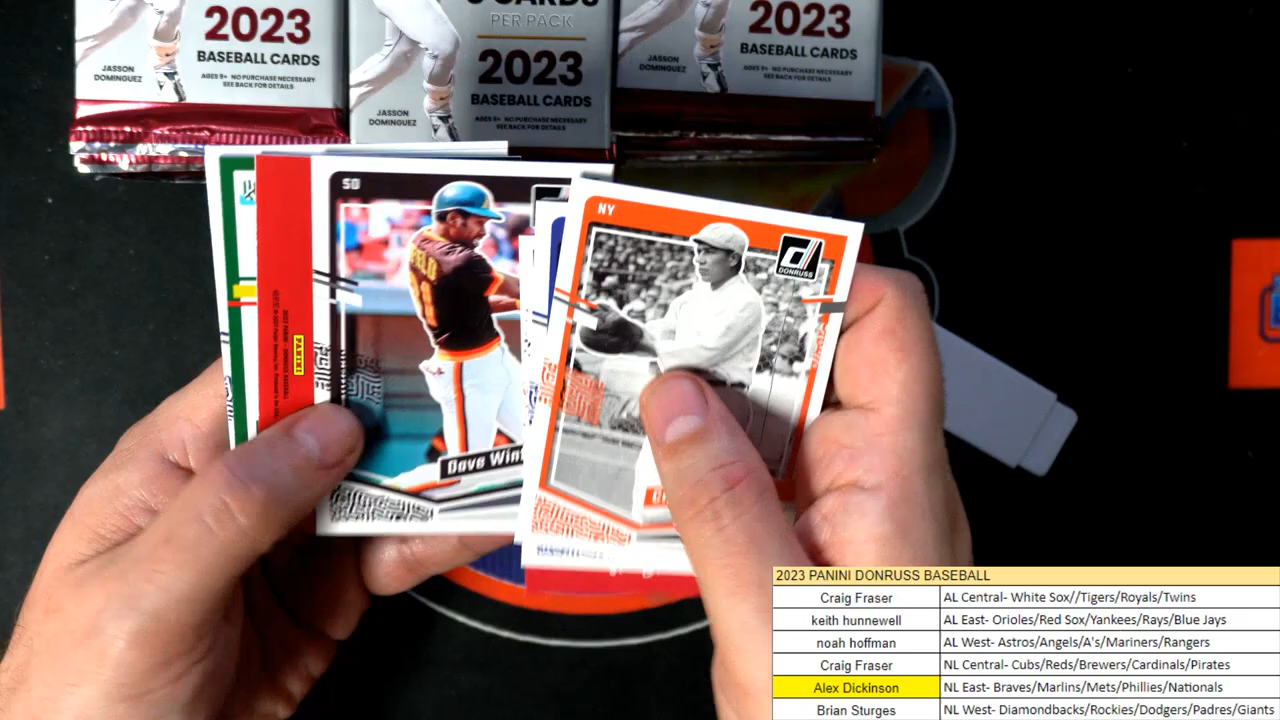 2023
BASEBALL CARDS
AGES 9+ NO PURCHASE NECESSARY
SEE BACK FOR DETAILS
JASSON
DOMINGUEZ
CARDS
PER PACK
2023
BASEBALL CARDS
AGES 9+ NO PURCHASE NECESSARY
SEE BACK FOR DETAILS
JASSON
DOMINGUEZ
2023
BASEBALL CARDS
AGES 9+ NO PURCHASE NECESSARY
SEE BACK FOR DETAILS
JASSON
DOMINGUEZ
SD
PANINI
Dave Win
NY
DONRUSS
2023 PANINI DONRUSS BASEBALL
Craig Fraser AL Central- White Sox//Tigers/Royals/Twins
keith hunnewell AL East- Orioles/Red Sox/Yankees/Rays/Blue Jays
noah hoffman AL West- Astros/Angels/A's/Mariners/Rangers
Craig Fraser NL Central- Cubs/Reds/Brewers/Cardinals/Pirates
Alex Dickinson NL East- Braves/Marlins/Mets/Phillies/Nationals
Brian Sturges NL West- Diamondbacks/Rockies/Dodgers/Padres/Giants